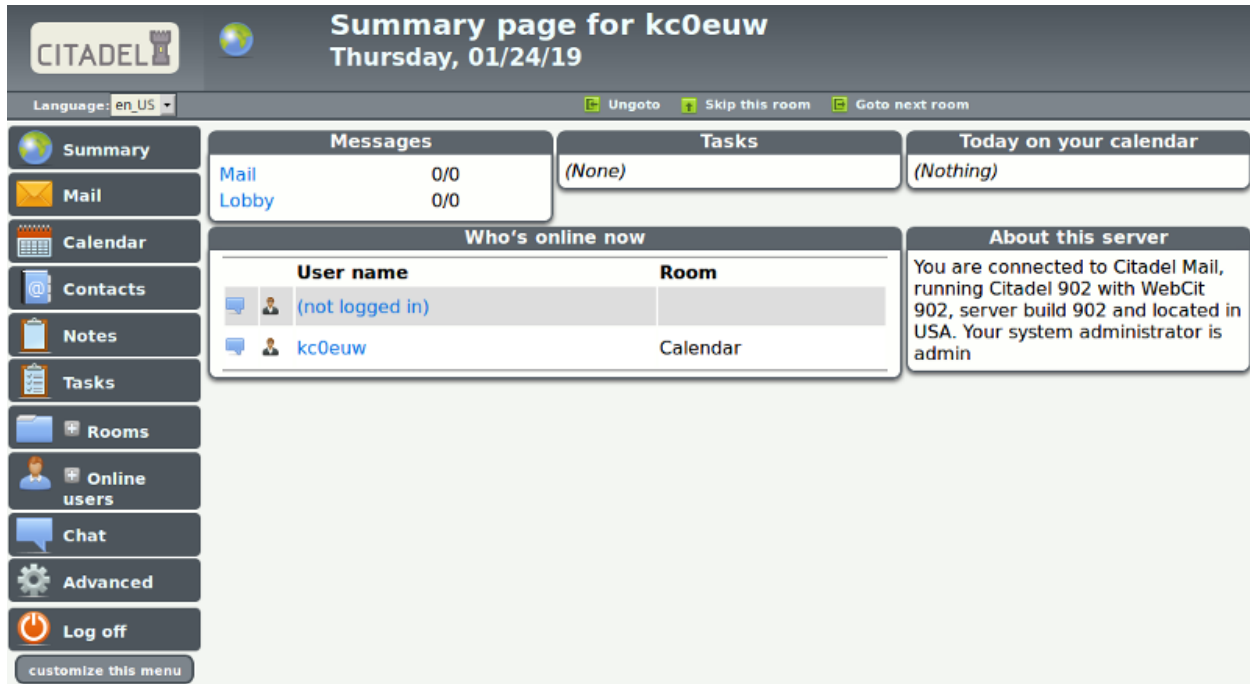 CITADEL
Summary page for kc0euw
Thursday, 01/24/19
Language: en_US
Ungoto Skip this room Goto next room
Summary
Mail
Calendar
Contacts
Notes
Tasks
Rooms
Online
users
Chat
Advanced
Log off
customize this menu
Messages
Mail 0/0
Lobby 0/0
Tasks
(None)
Today on your calendar
(Nothing)
Who's online now
User name Room
(not logged in)
kc0euw Calendar
About this server
You are connected to Citadel Mail,
running Citadel 902 with WebCit
902, server build 902 and located in
USA. Your system administrator is
admin